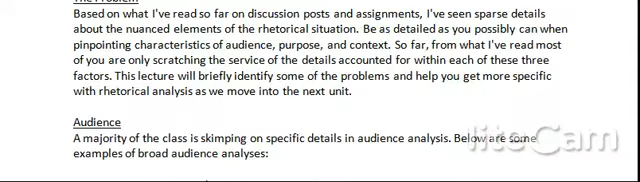 The Problem
Based on what I've read so far on discussion posts and assignments, I've seen sparse details
about the nuanced elements of the rhetorical situation. Be as detailed as you possibly can when
pinpointing characteristics of audience, purpose, and context. So far, from what I've read most
of you are only scratching the service of the details accounted for within each of these three
factors. This lecture will briefly identify some of the problems and help you get more specific
with rhetorical analysis as we move into the next unit.
Audience
A majority of the class is skimping on specific details in audience analysis. Below are some
examples of broad audience analyses:
liteCam